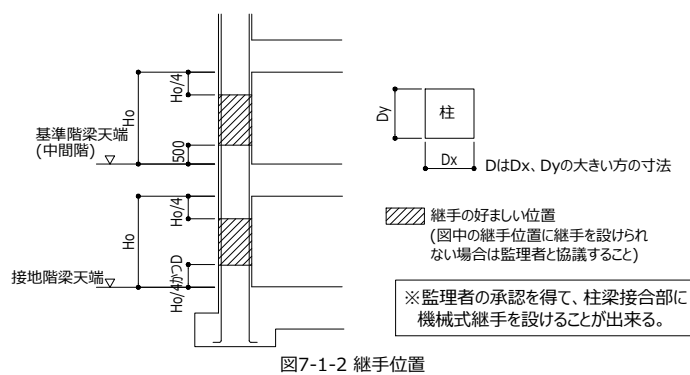 Ho/4
Ho
500
基準階梁天端
(中間階)
Ho/4
Ho
Ho/4かつD
接地階梁天端
Dy
柱
Dx
DはDx、Dyの大きい方の寸法
継手の好ましい位置
(図中の継手位置に継手を設けられ
ない場合は監理者と協議すること)
※監理者の承認を得て、柱梁接合部に
機械式継手を設けることが出来る。
図7-1-2 継手位置